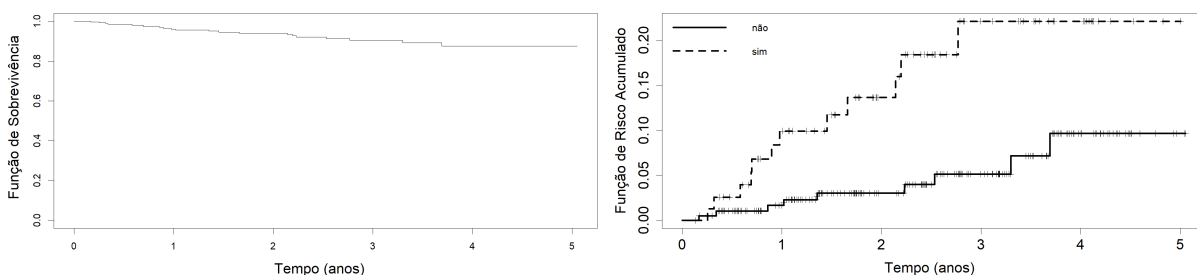 Função de Sobrevivência
1.0
0.8
0.6
0.4
0.2
0.0
0 1 2 3 4 5
Tempo (anos)
Função de Risco Acumulado
0.20
0.15
0.10
0.05
0.00
não
sim
0 1 2 3 4 5
Tempo (anos)